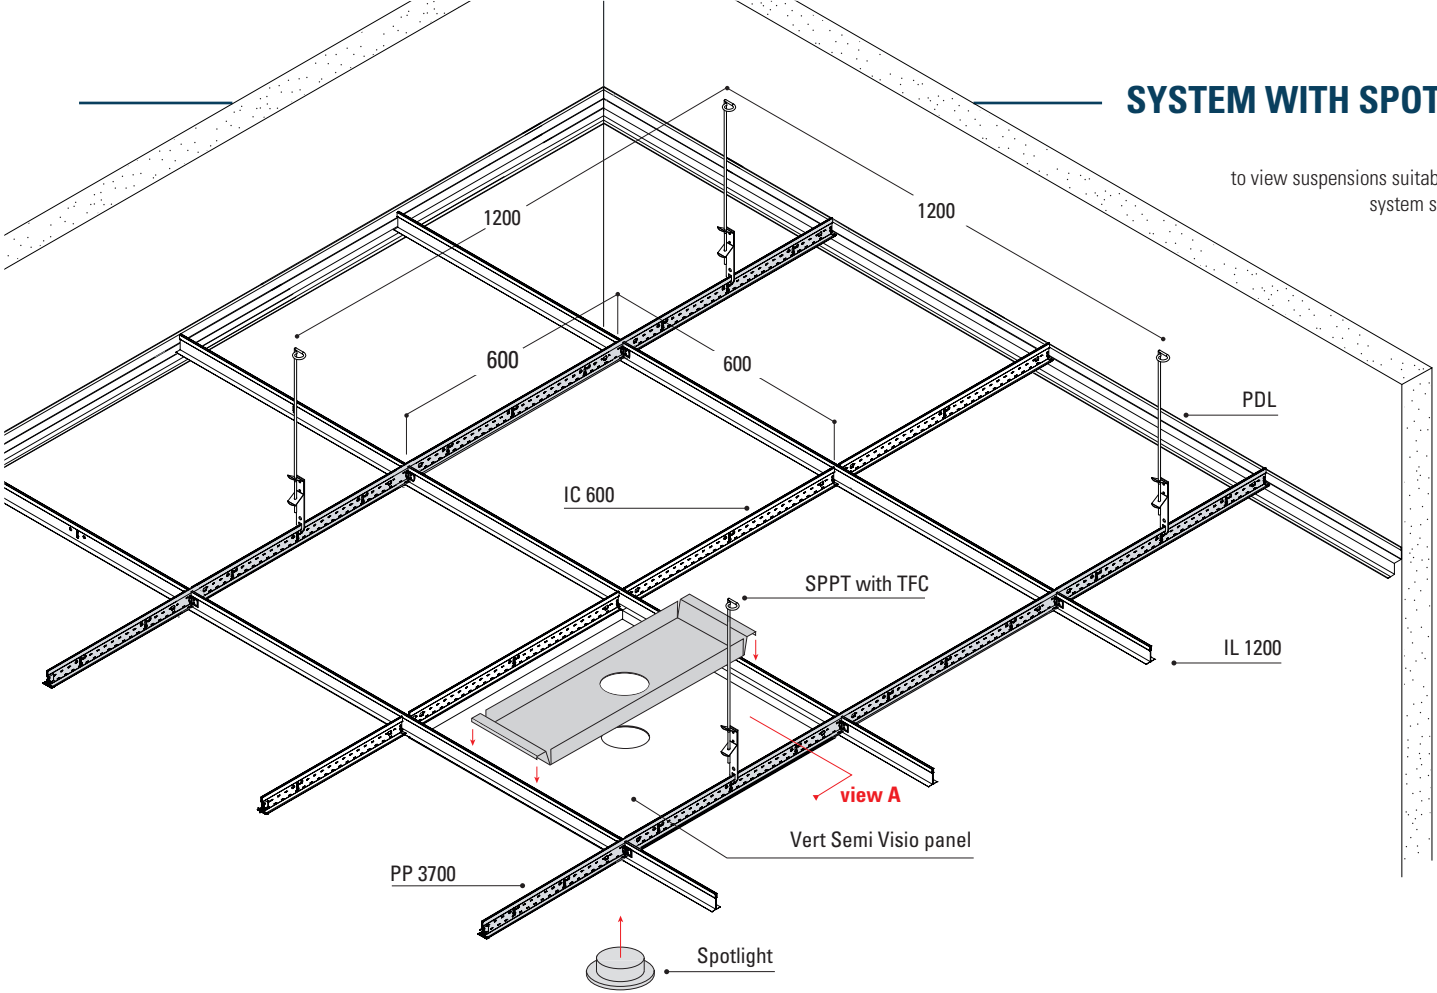 SYSTEM WITH SPOT
to view suspensions suitab
system s
1200
1200
600
600
PDL
IC 600
SPPT with TFC
IL 1200
view A
Vert Semi Visio panel
PP 3700
Spotlight